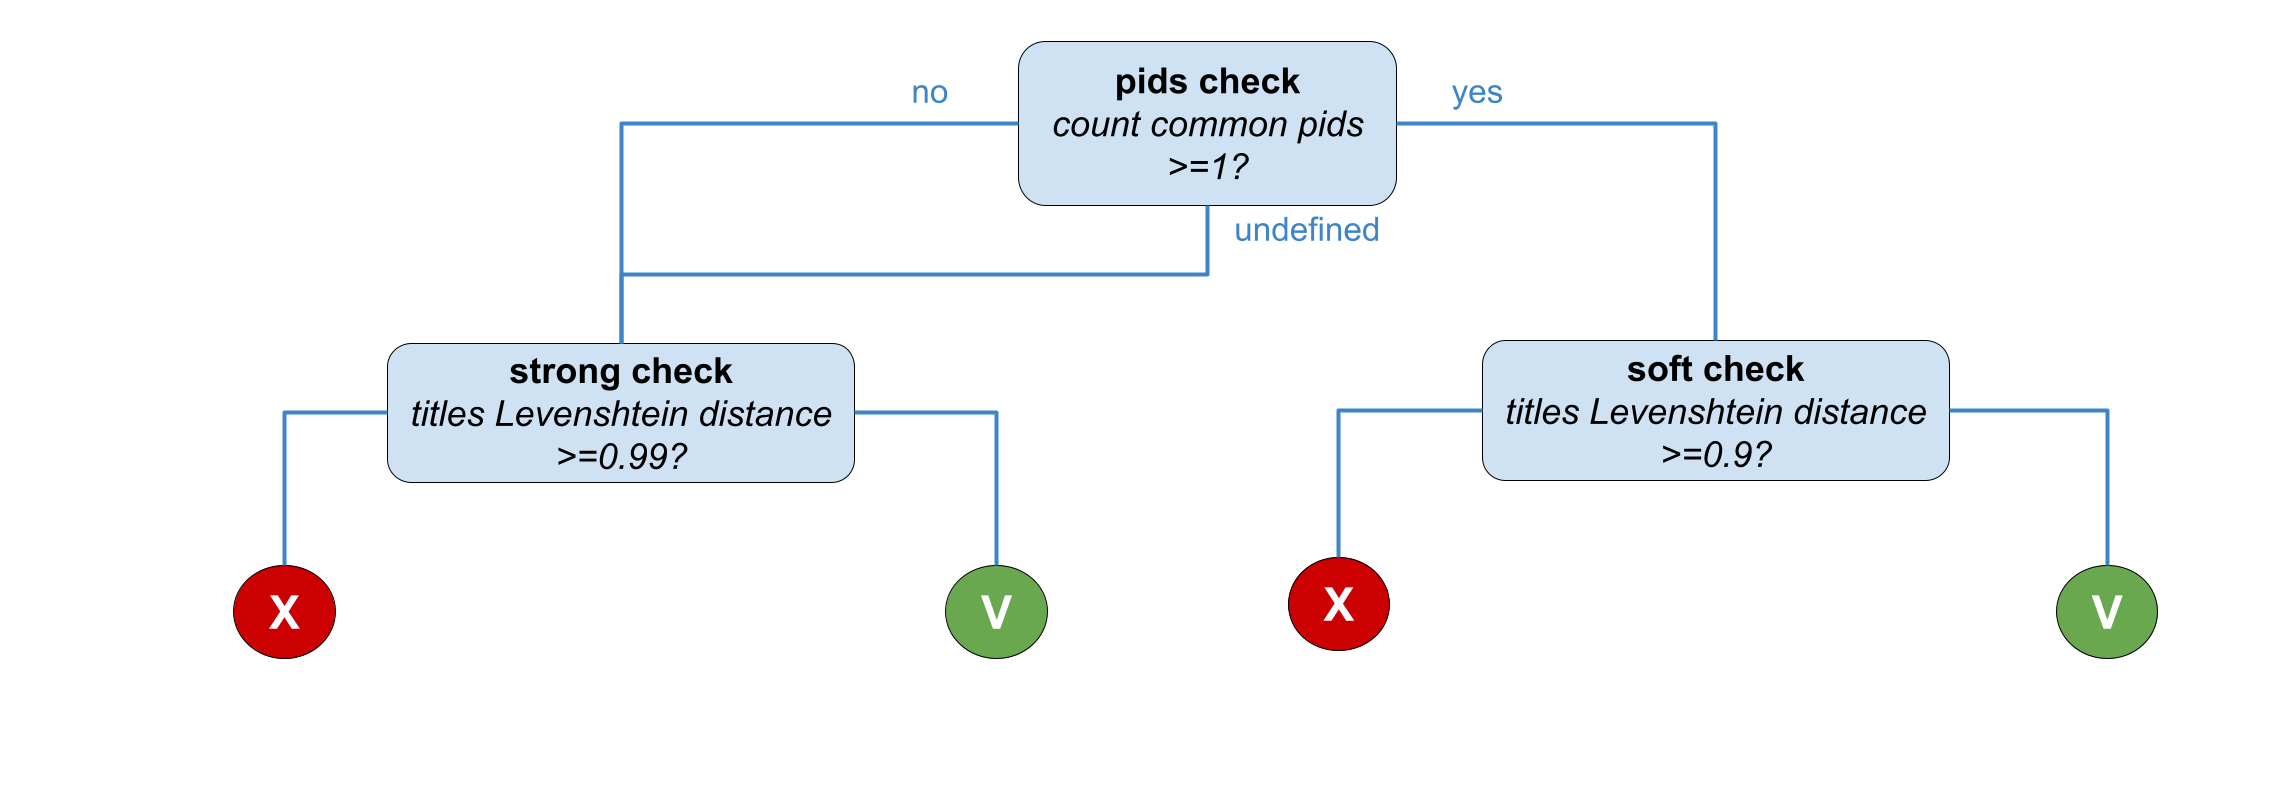 pids check
count common pids
>=1?
no
yes
undefined
strong check
titles Levenshtein distance
>=0.99?
soft check
titles Levenshtein distance
>=0.9?
X
V
X
V